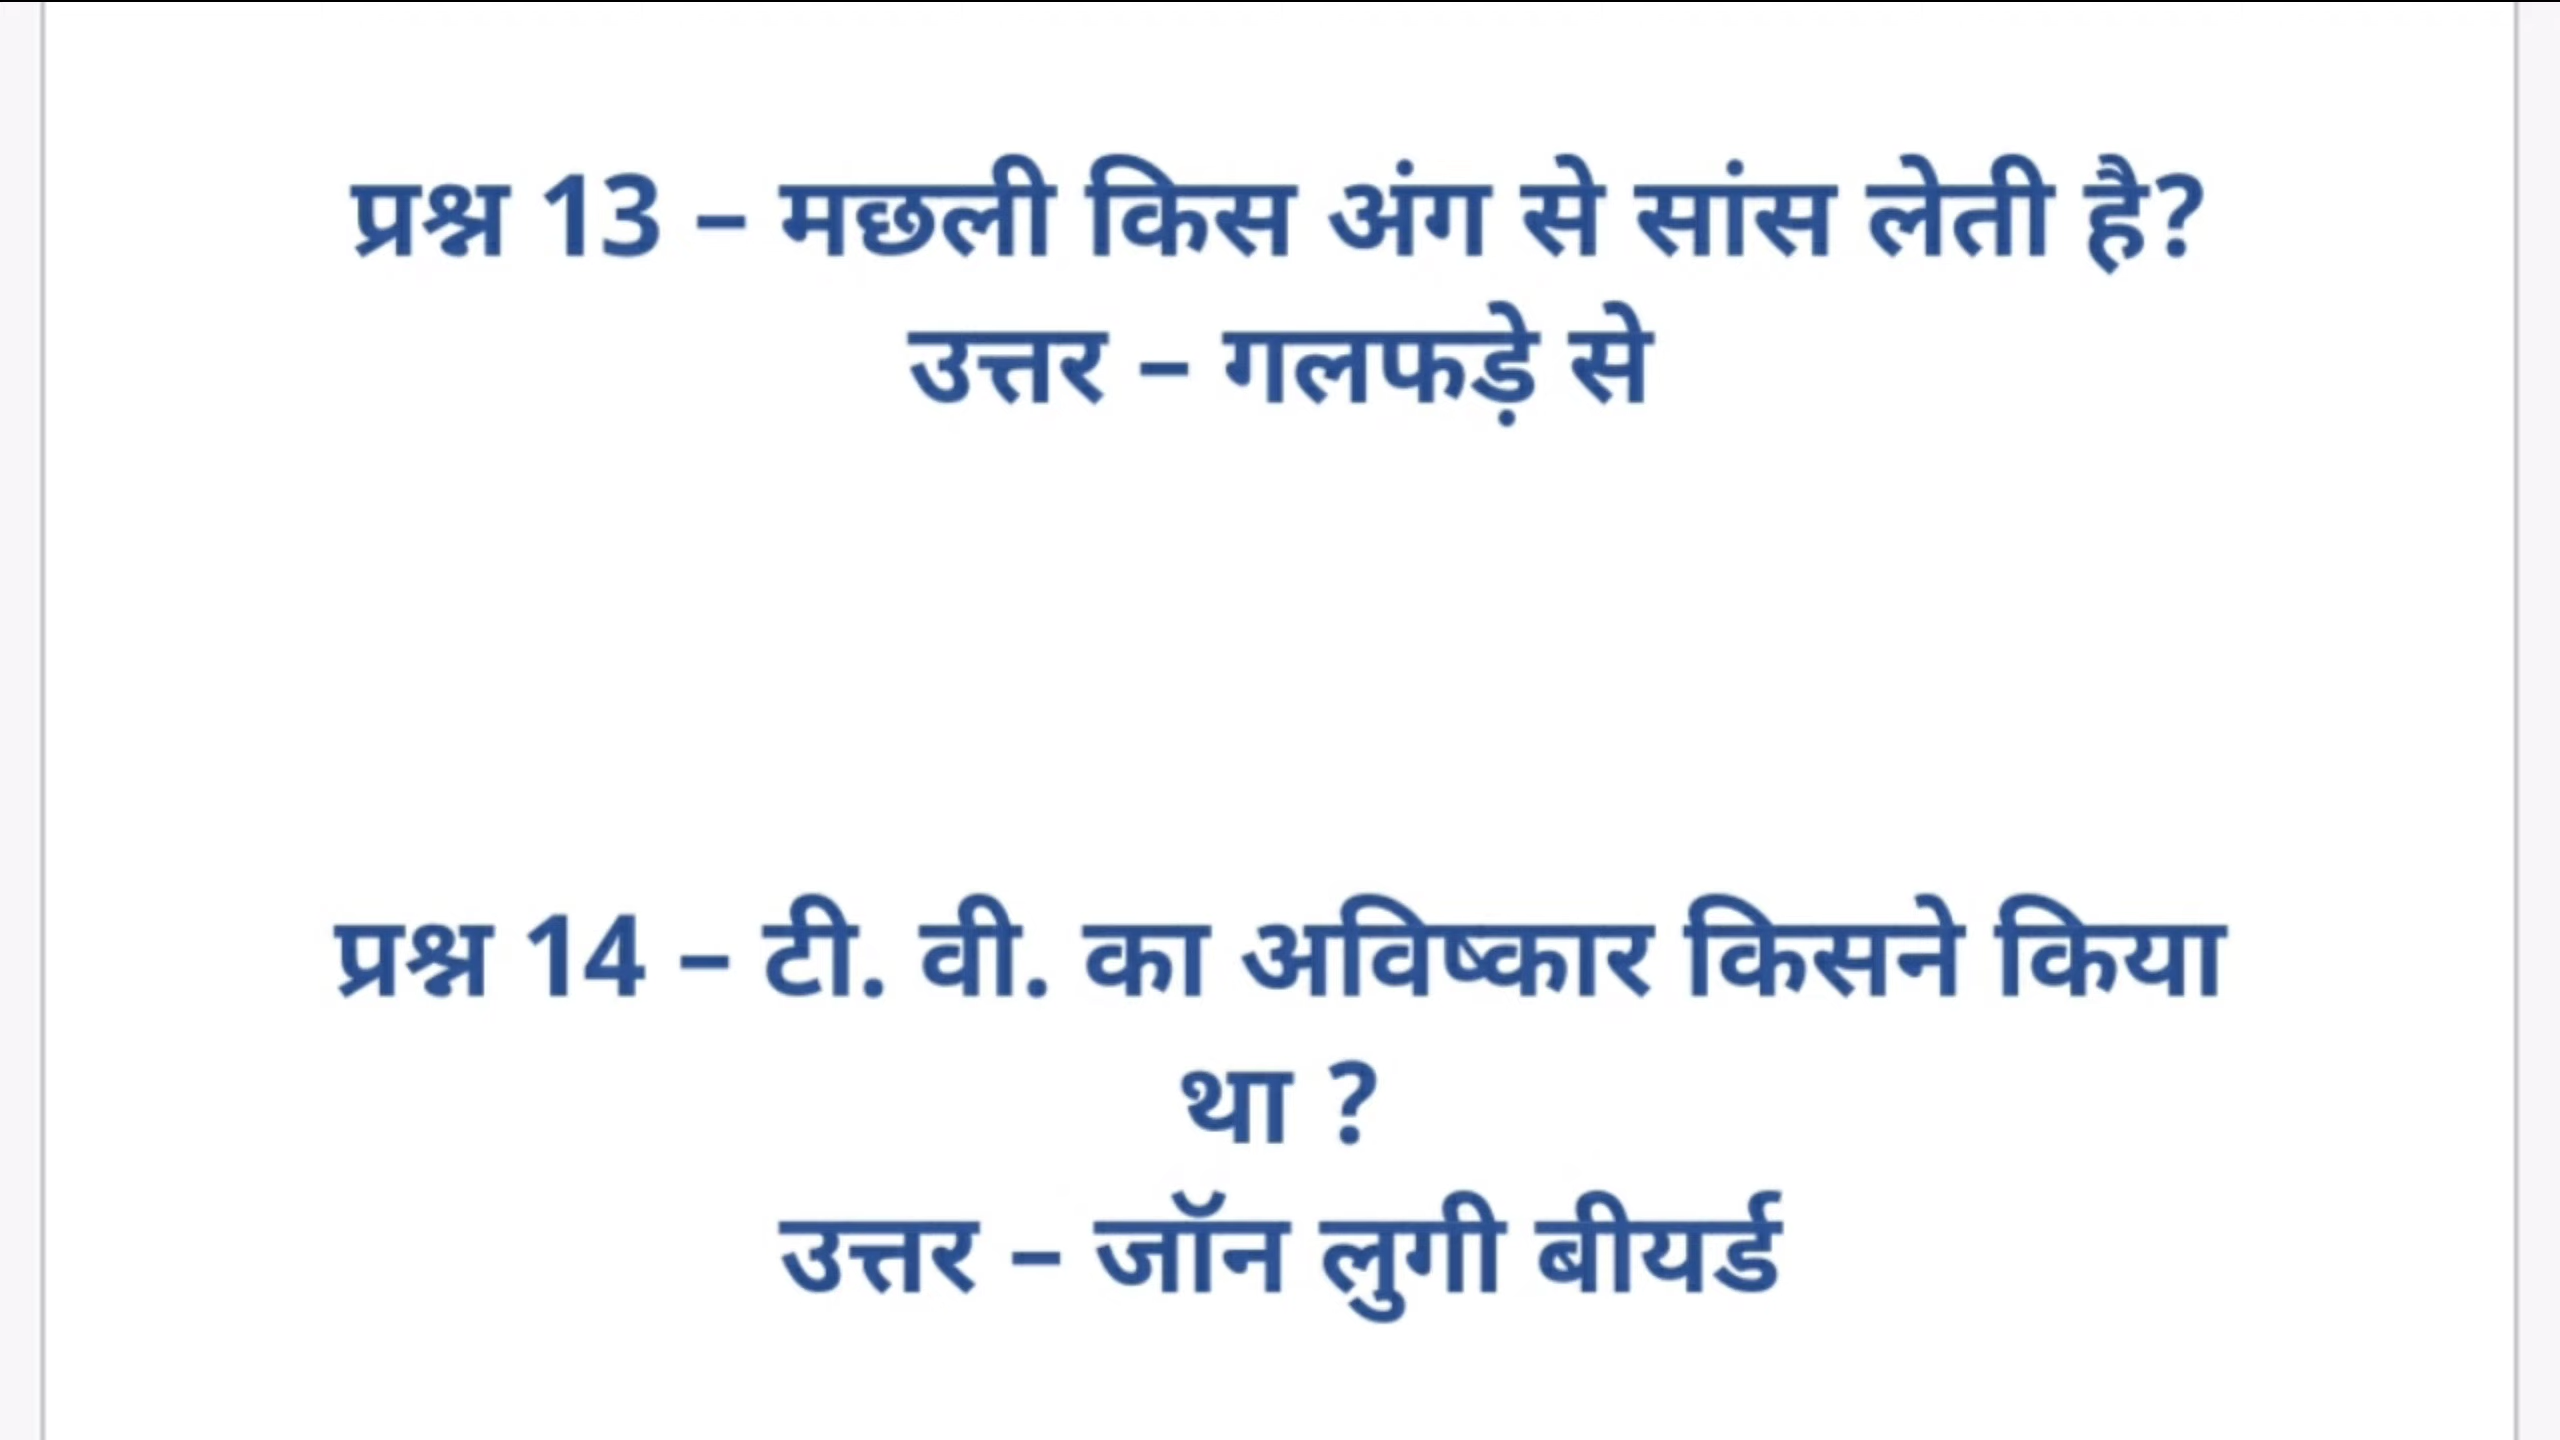 प्रश्न 13 – मछली किस अंग से सांस लेती है?
उत्तर – गलफड़े से
प्रश्न 14 – टी. वी. का अविष्कार किसने किया
था ?
उत्तर – जॉन लुगी बीयर्ड